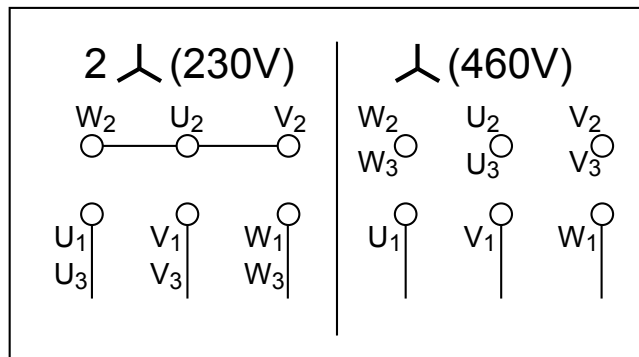 2 ⅄ (230V)
W2 U2 V2
U1 V1 W1
U3 V3 W3
⅄ (460V)
W2 U2 V2
W3 U3 V3
U1 V1 W1